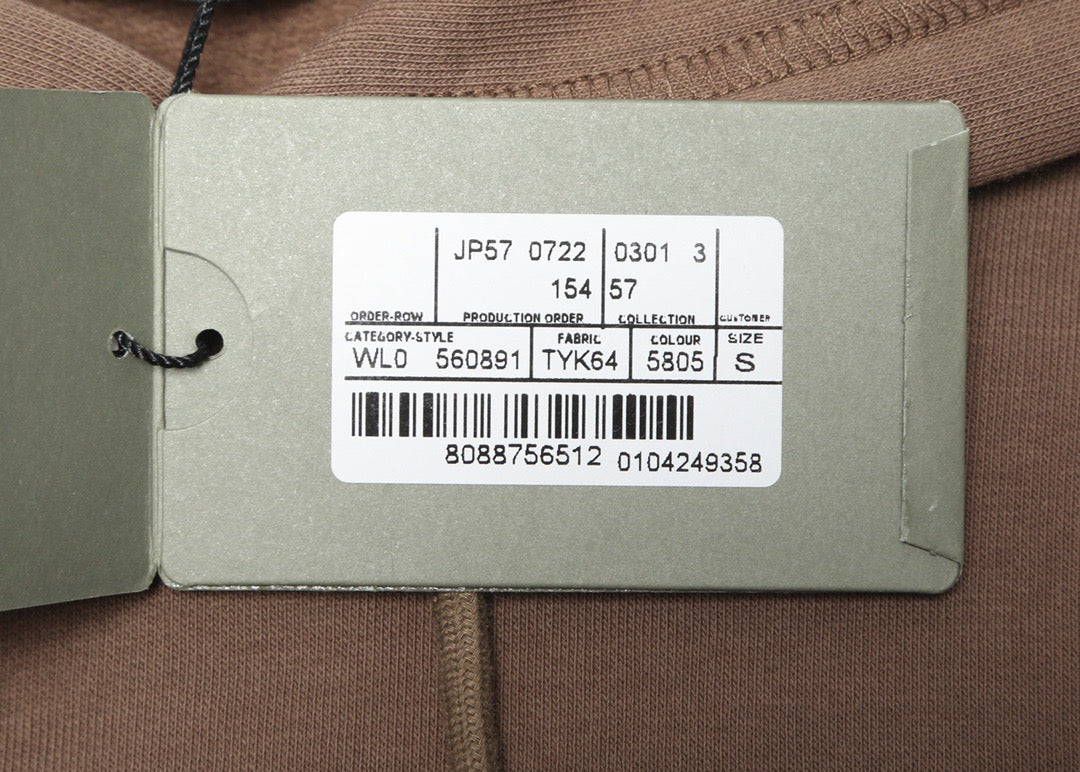 JP57 0722 0301 3
154 57
ORDER-ROW PRODUCTION ORDER COLLECTION CUSTOMER
CATEGORY-STYLE FABRIC COLOUR SIZE
WL0 560891 TYK64 5805 S
8088756512 0104249358